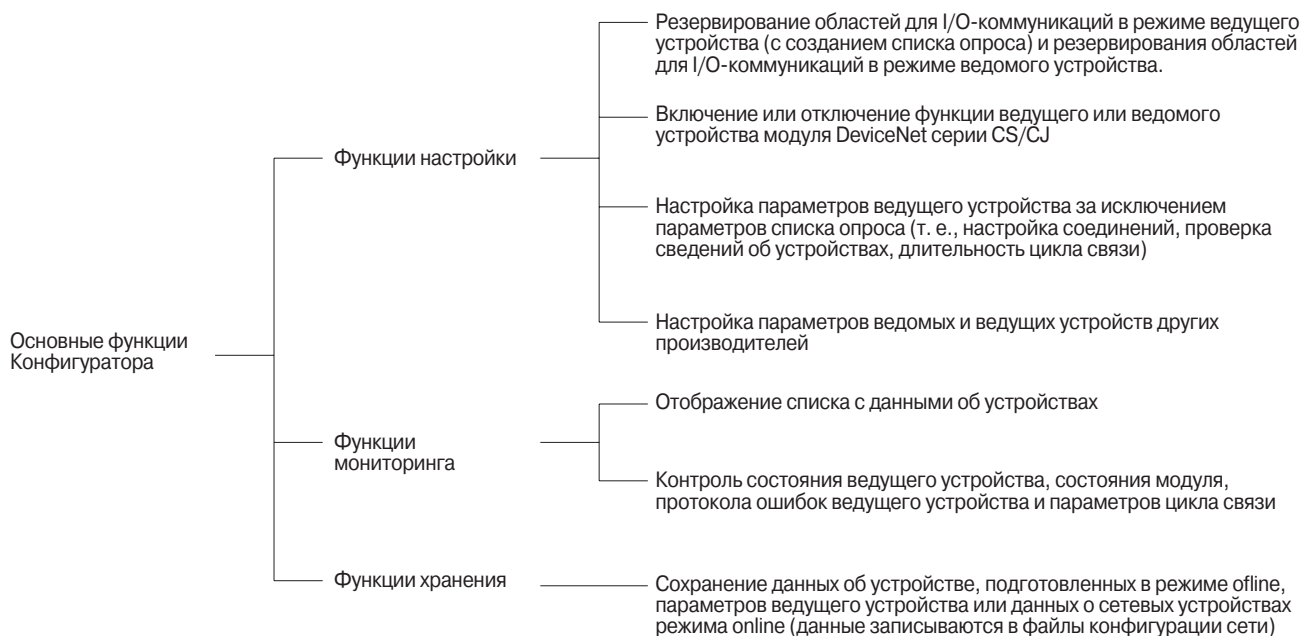 Резервирование областей для I/O-коммуникаций в режиме ведущего
устройства (с созданием списка опроса) и резервирования областей
для I/O-коммуникаций в режиме ведомого устройства.
Включение или отключение функции ведущего или ведомого
устройства модуля DeviceNet серии CS/CJ
Функции настройки
Настройка параметров ведущего устройства за исключением
параметров списка опроса (т. е., настройка соединений, проверка
сведений об устройствах, длительность цикла связи)
Настройка параметров ведомых и ведущих устройств других
производителей
Основные функции
Конфигуратора
Отображение списка с данными об устройствах
Функции
мониторинга
Контроль состояния ведущего устройства, состояния модуля,
протокола ошибок ведущего устройства и параметров цикла связи
Функции хранения
Сохранение данных об устройстве, подготовленных в режиме ofline,
параметров ведущего устройства или данных о сетевых устройствах
режима online (данные записываются в файлы конфигурации сети)